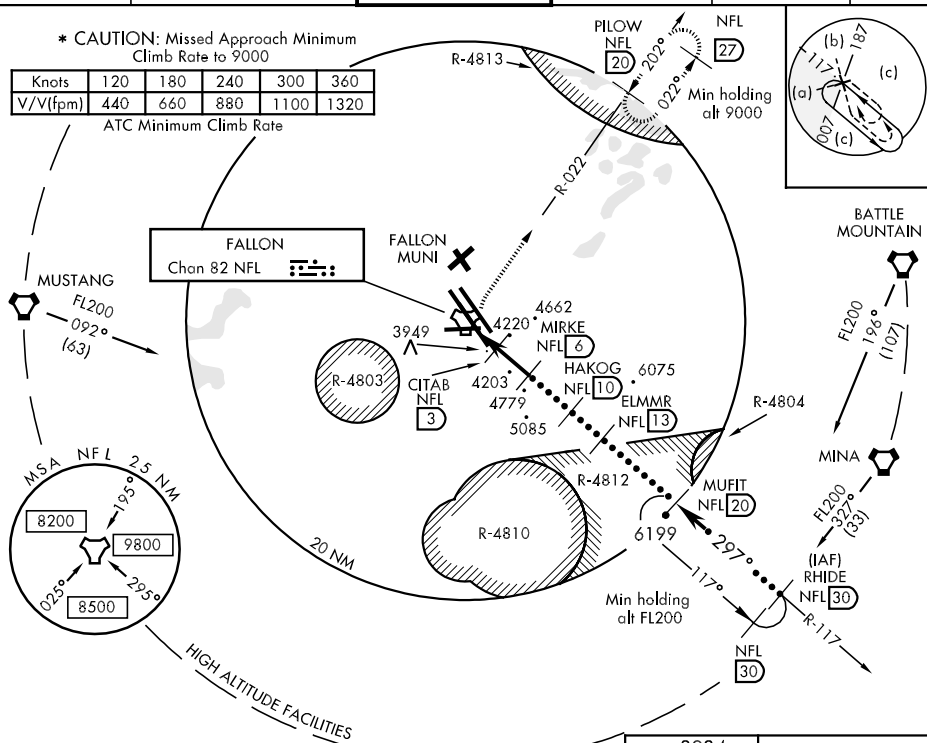 * CAUTION: Missed Approach Minimum
Climb Rate to 9000
Knots 120 180 240 300 360
V/V(fpm) 440 660 880 1100 1320
ATC Minimum Climb Rate
R-4813
PILOW
NFL
20
202°
NFL
27
022°
Min holding
alt 9000
R-022
(b)
187
117
(c)
(a)
007
(c)
FALLON
Chan 82 NFL
FALLON
MUNI
BATTLE
MOUNTAIN
MUSTANG
FL200
092°
(63)
FL200
196°
(107)
3949
4220
4662
MIRKE
NFL 6
R-4803
CITAB
NFL
3
4203
4779
HAKOG
NFL 10
6075
5085
ELMMR
NFL 13
R-4804
MINA
MSA NFL 25 NM
195°
8200
9800
025°
295°
8500
R-4812
R-4810
MUFIT
NFL 20
6199
297°
FL200
327°
(33)
(IAF)
RHIDE
NFL 30
20 NM
117°
Min holding
alt FL200
R-117
NFL
30
HIGH ALTITUDE FACILITIES